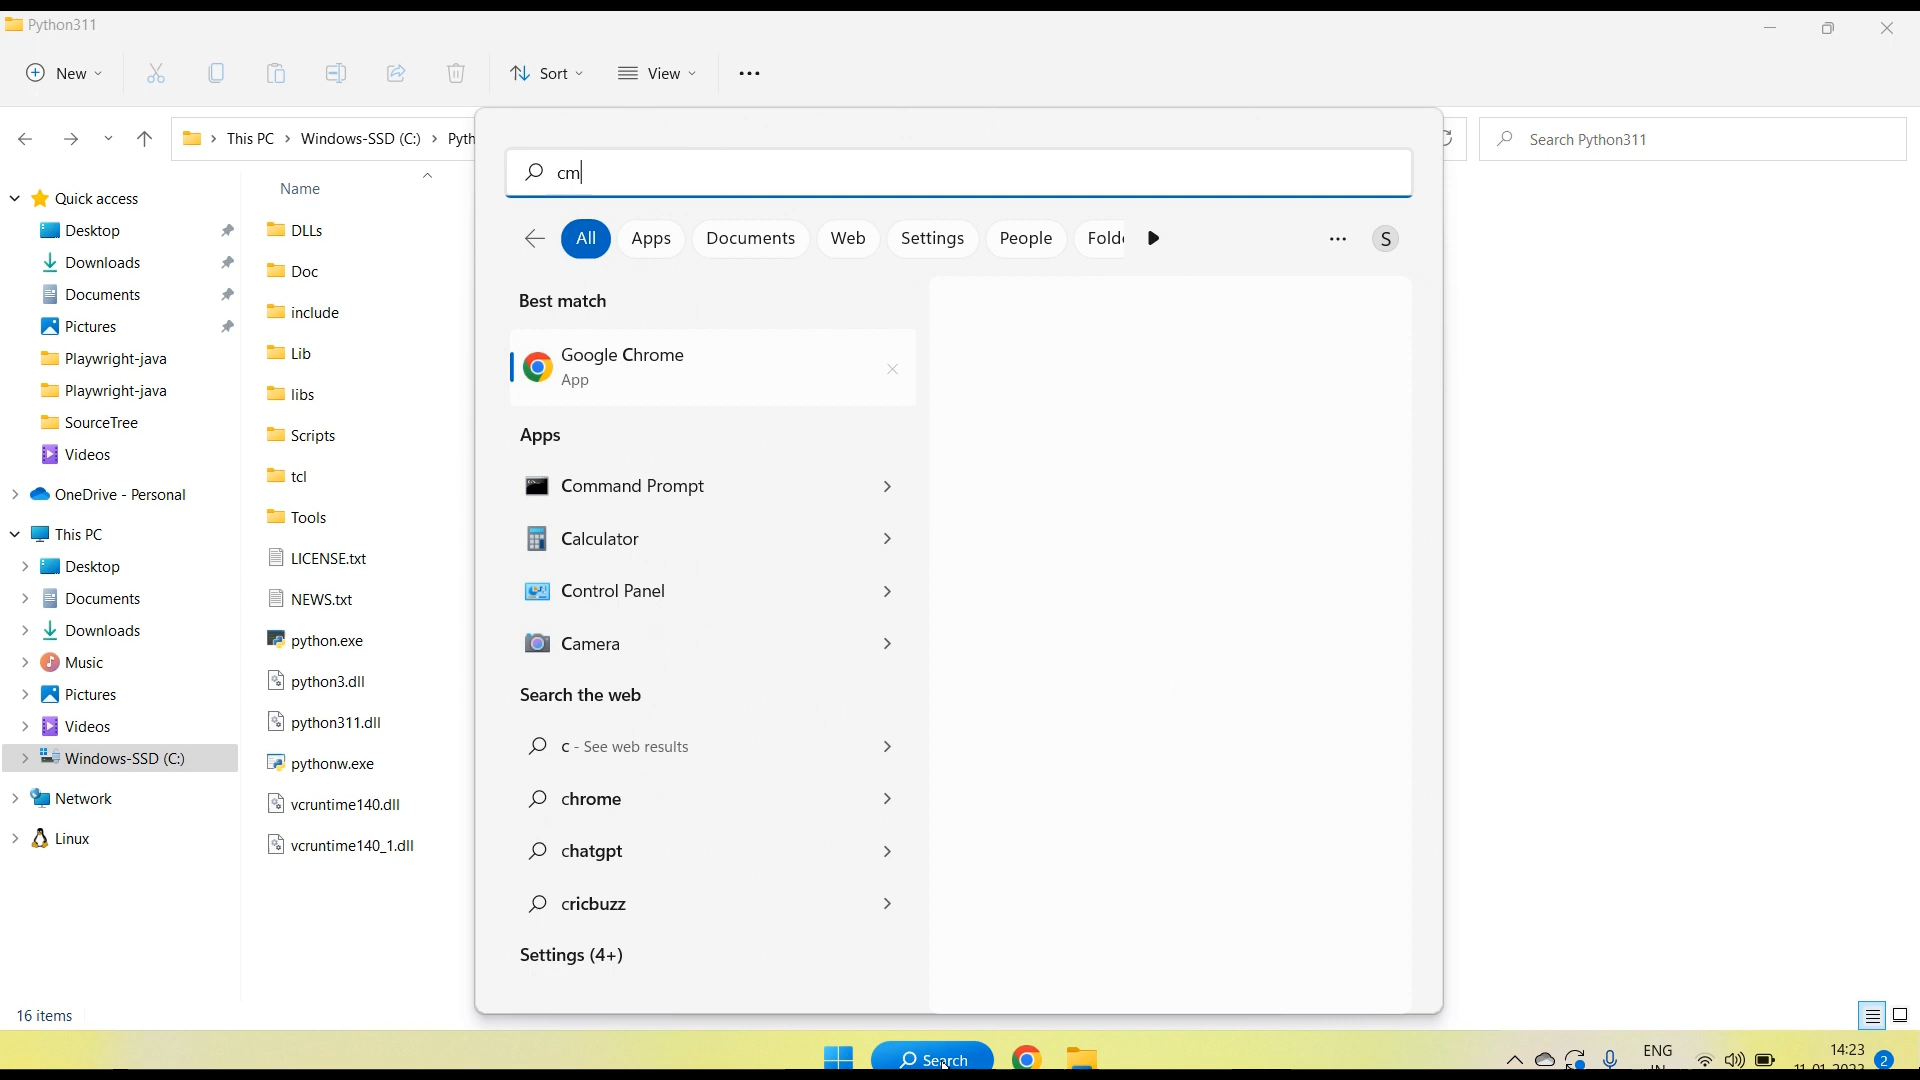 Python311
New
Sort
View
This PC
Windows-SSD (C:)
Pyth
Search Python311
Quick access
Desktop
Downloads
Documents
Pictures
Playwright-java
Playwright-java
SourceTree
Videos
OneDrive - Personal
This PC
Desktop
Documents
Downloads
Music
Pictures
Videos
Windows-SSD (C:)
Network
Linux
16 items
Name
DLLs
Doc
include
Lib
libs
Scripts
tcl
Tools
LICENSE.txt
NEWS.txt
python.exe
python3.dll
python311.dll
pythonw.exe
vcruntime140.dll
vcruntime140_1.dll
cm
All
Apps
Documents
Web
Settings
People
Folde
S
Best match
Google Chrome
App
Apps
Command Prompt
Calculator
Control Panel
Camera
Search the web
c - See web results
chrome
chatgpt
cricbuzz
Settings (4+)
Search
ENG
14:23
2